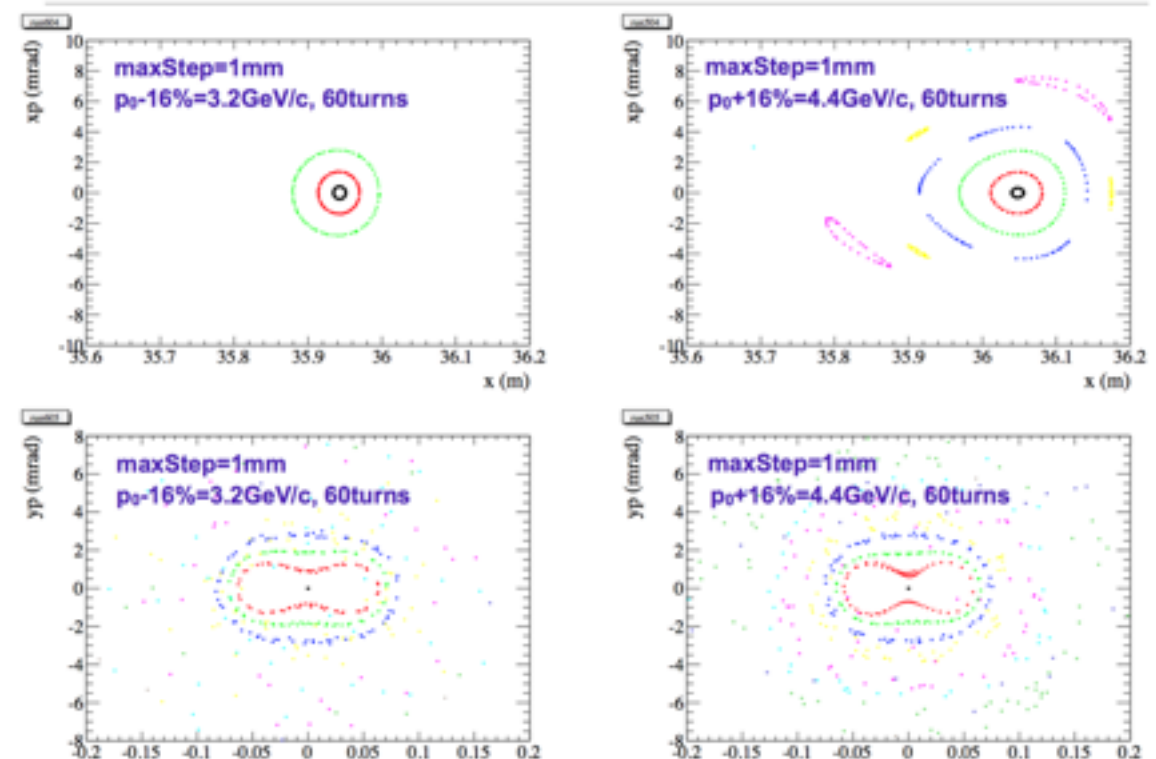 xp (mrad)
10
8
6
4
2
0
-2
-4
-6
-8
-10
maxStep=1mm
p₀-16%=3.2GeV/c, 60turns
35.6 35.7 35.8 35.9 36 36.1 36.2
x (m)
xp (mrad)
10
8
6
4
2
0
-2
-4
-6
-8
-10
maxStep=1mm
p₀+16%=4.4GeV/c, 60turns
35.6 35.7 35.8 35.9 36 36.1 36.2
x (m)
yp (mrad)
8
6
4
2
0
-2
-4
-6
-8
maxStep=1mm
p₀-16%=3.2GeV/c, 60turns
-0.2 -0.15 -0.1 -0.05 0 0.05 0.1 0.15 0.2
yp (mrad)
8
6
4
2
0
-2
-4
-6
-8
maxStep=1mm
p₀+16%=4.4GeV/c, 60turns
-0.2 -0.15 -0.1 -0.05 0 0.05 0.1 0.15 0.2